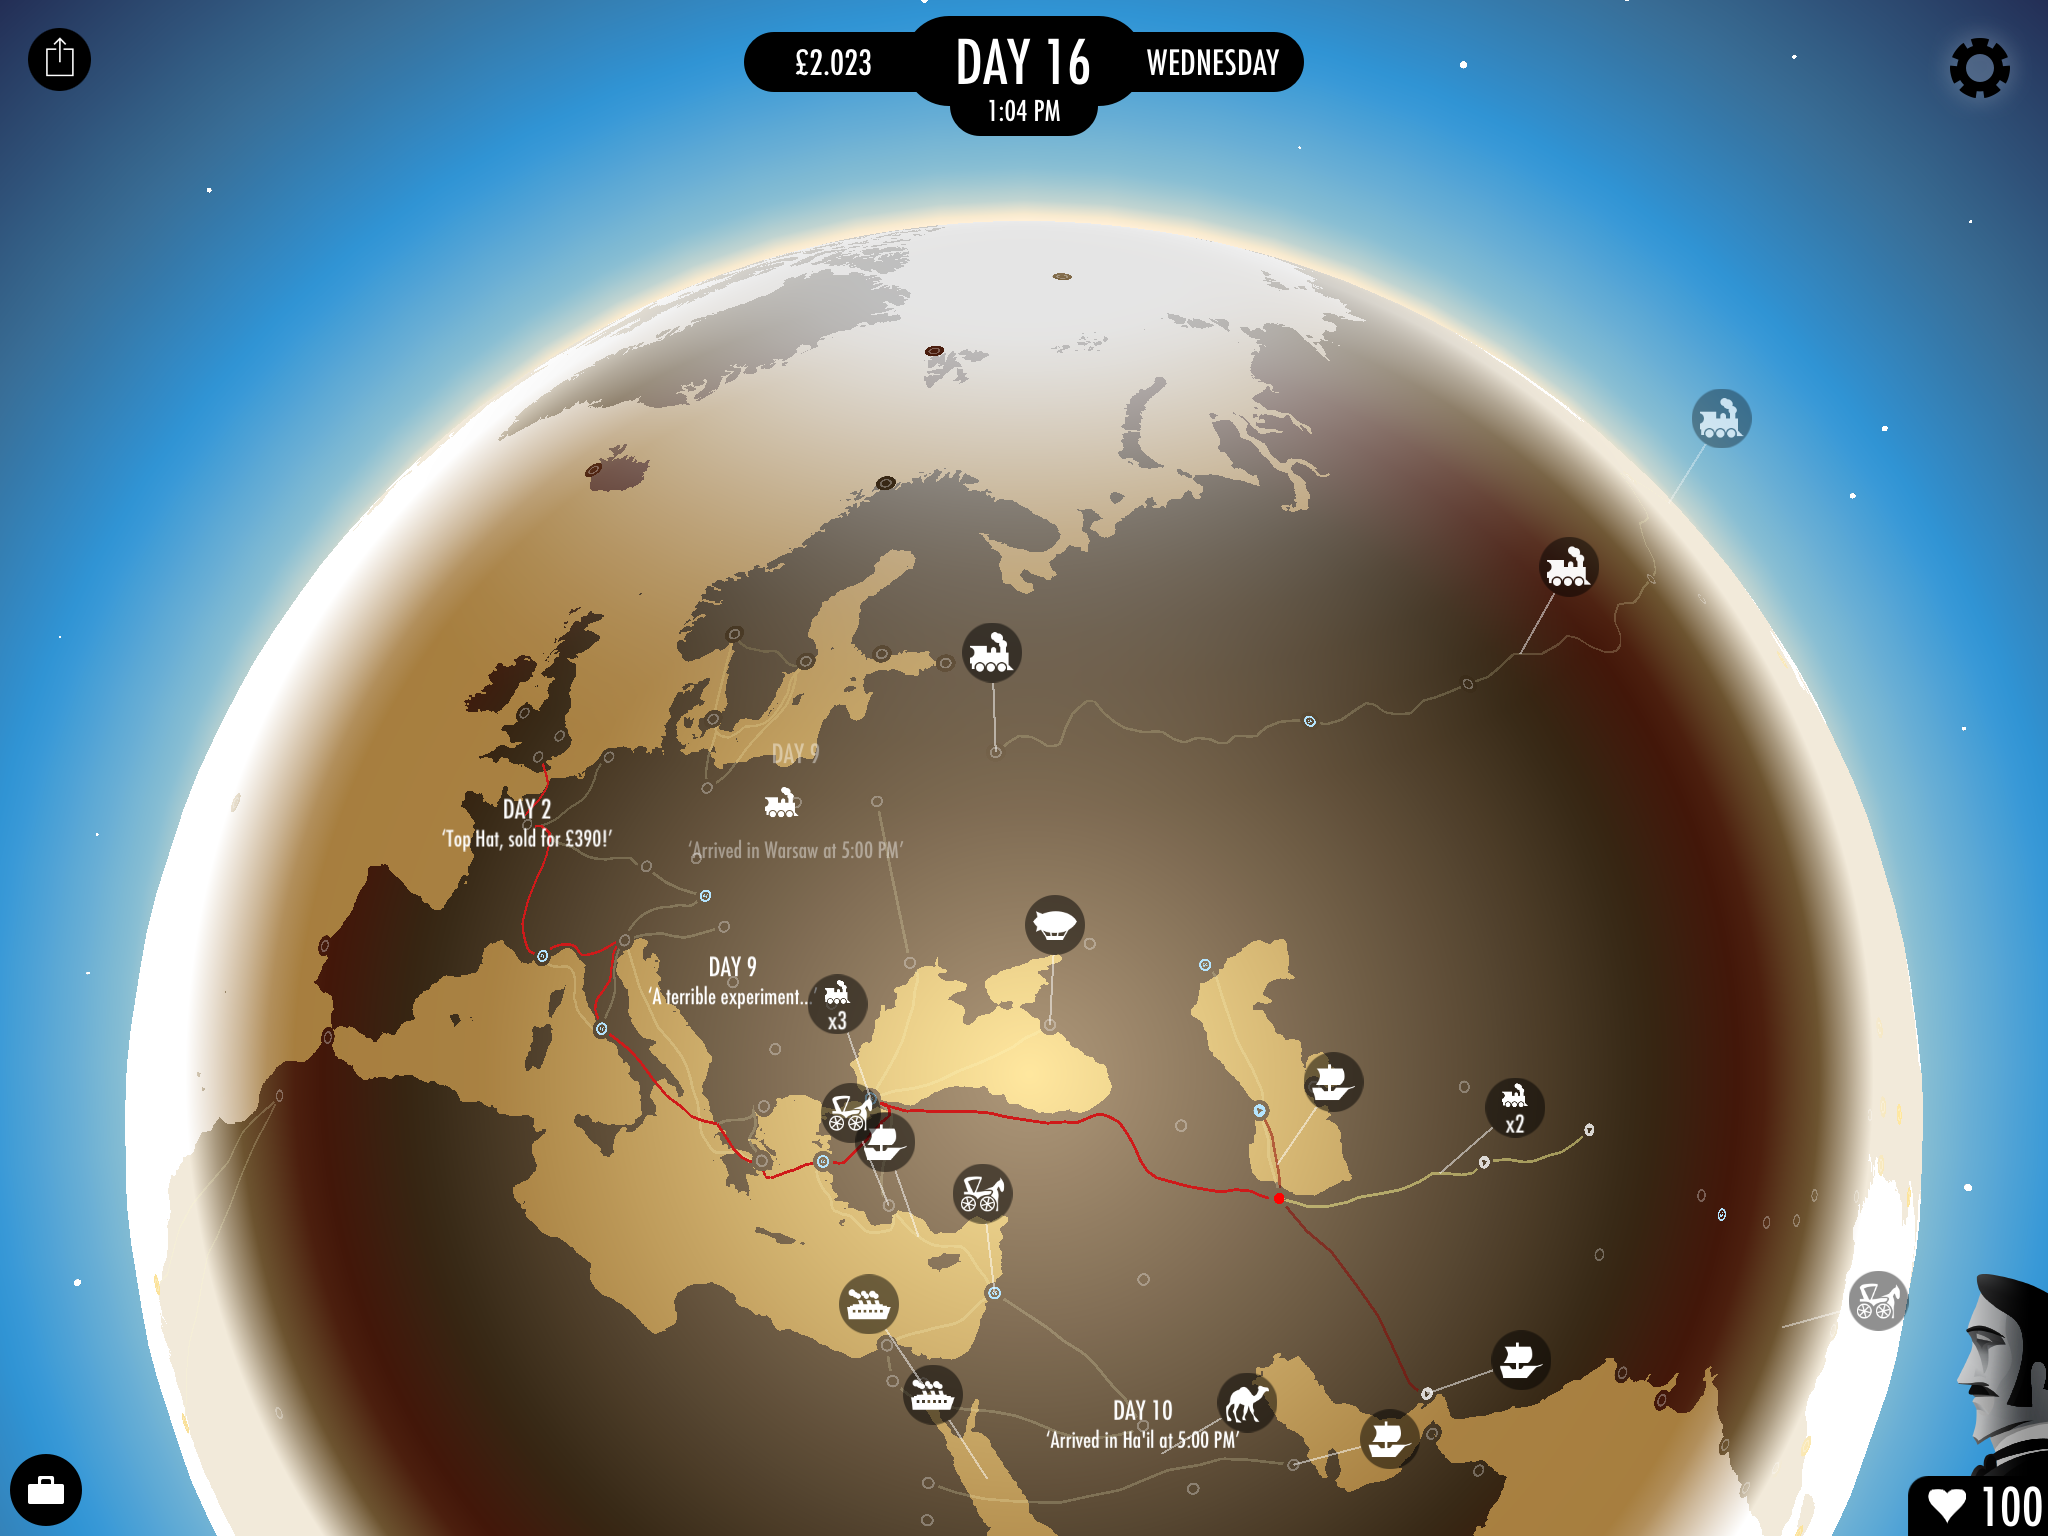 £2.023
DAY 16
WEDNESDAY
1:04 PM
DAY 9
DAY 2
'Top Hat, sold for £390!'
'Arrived in Warsaw at 5:00 PM'
DAY 9
'A terrible experiment...'
x3
x2
DAY 10
'Arrived in Ha'il at 5:00 PM'
100